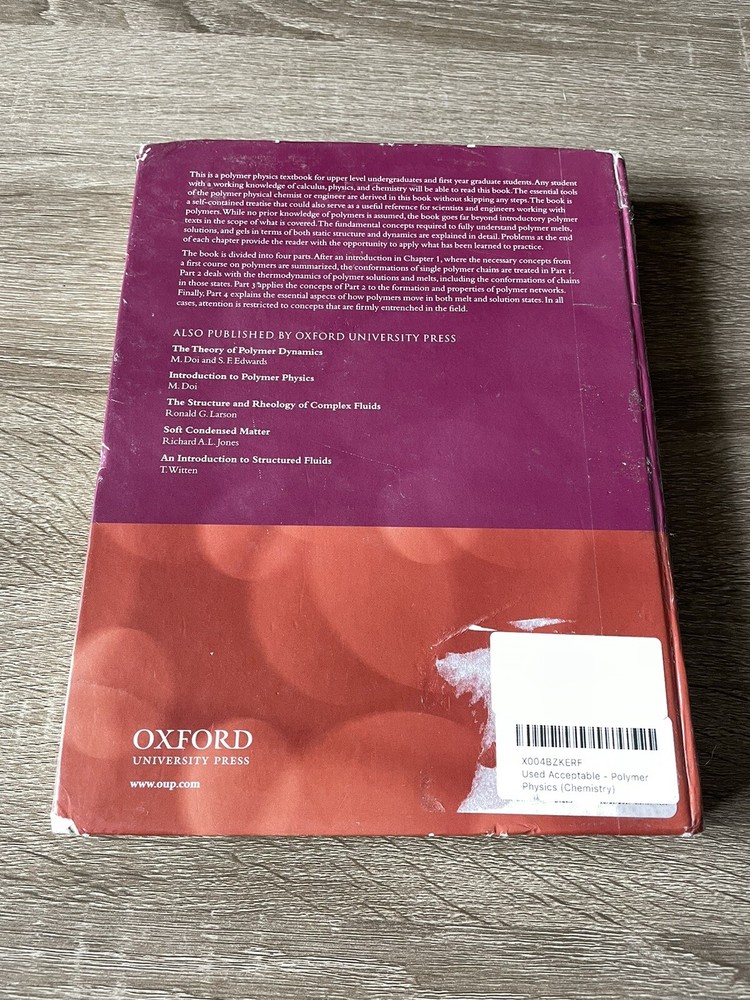 This is a polymer physics textbook for upper level undergraduates and first year graduate students. Any student
with a working knowledge of calculus, physics, and chemistry will be able to read this book. The essential tools
of the polymer physical chemist or engineer are derived in this book without skipping any steps. The book is
a self-contained treatise that could also serve as a useful reference for scientists and engineers working with
polymers. While no prior knowledge of polymers is assumed, the book goes far beyond introductory polymer
texts in the scope of what is covered. The fundamental concepts required to fully understand polymer melts,
solutions, and gels in terms of both static structure and dynamics are explained in detail. Problems at the end
of each chapter provide the reader with the opportunity to apply what has been learned to practice.
The book is divided into four parts. After an introduction in Chapter 1, where the necessary concepts from
a first course on polymers are summarized, the conformations of single polymer chains are treated in Part 1.
Part 2 deals with the thermodynamics of polymer solutions and melts, including the conformations of chains
in those states. Part 3 applies the concepts of Part 2 to the formation and properties of polymer networks.
Finally, Part 4 explains the essential aspects of how polymers move in both melt and solution states. In all
cases, attention is restricted to concepts that are firmly entrenched in the field.
ALSO PUBLISHED BY OXFORD UNIVERSITY PRESS
The Theory of Polymer Dynamics
M. Doi and S. F. Edwards
Introduction to Polymer Physics
M. Doi
The Structure and Rheology of Complex Fluids
Ronald G. Larson
Soft Condensed Matter
Richard A.L. Jones
An Introduction to Structured Fluids
T. Witten
OXFORD
UNIVERSITY PRESS
www.oup.com
X004BZKERF
Used Acceptable - Polymer
Physics (Chemistry)